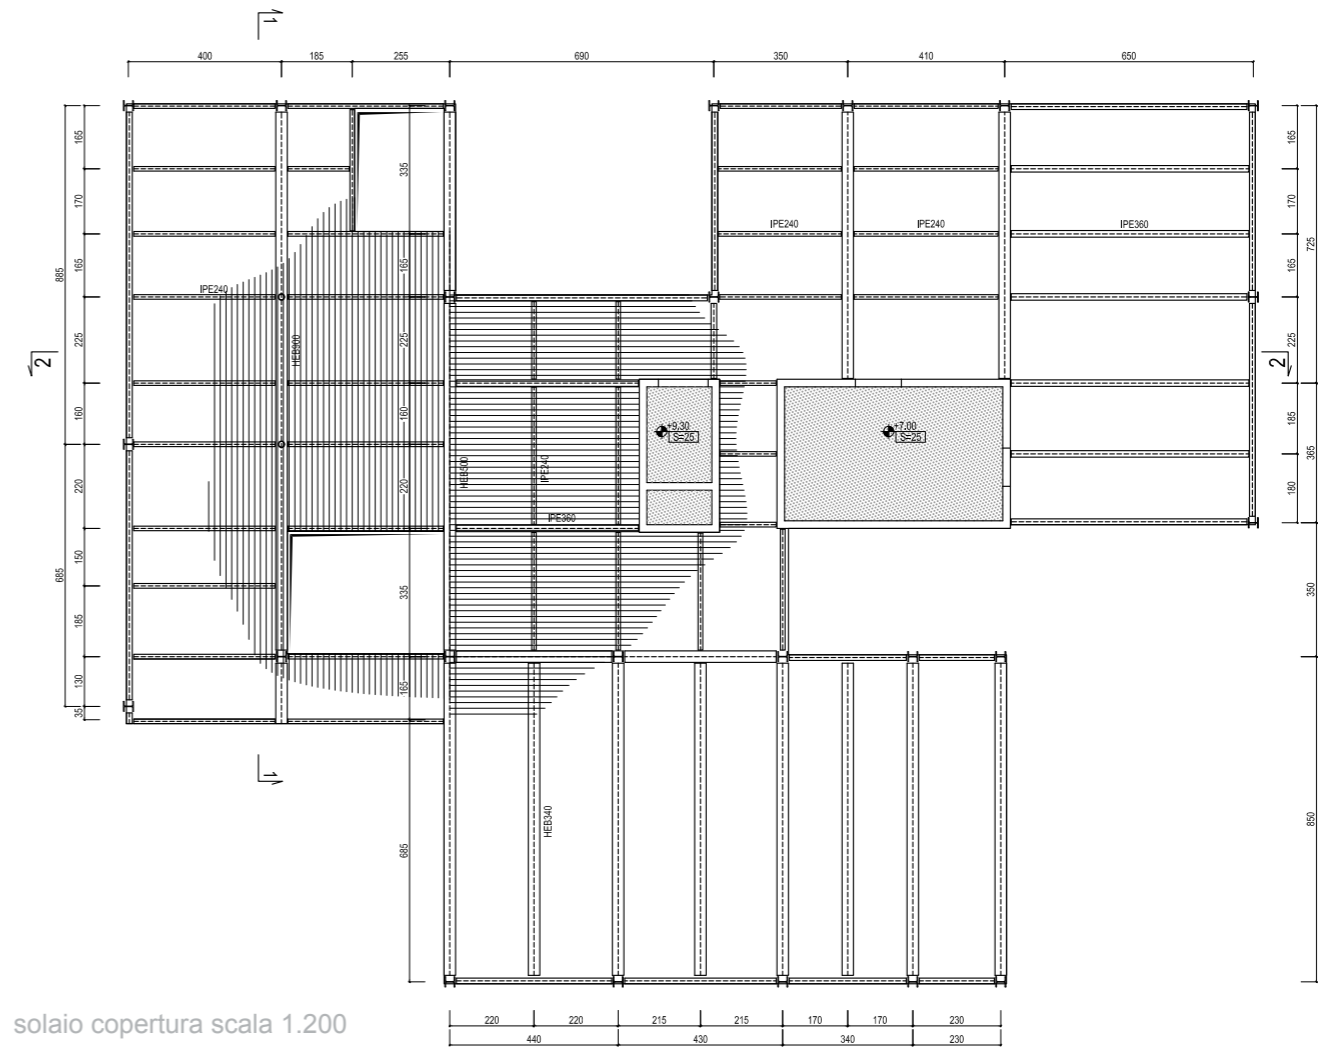 1
400 185 255 690 350 410 650
165 335 165
170 170
IPE240 IPE240 IPE360 725
885 165 165 165
IPE240
225 HEB900 225 225
2 2
160 160 185
+9.30 +7.00
S=25 S=25
365
220 220 HEB500 IPE240 180
IPE360
150
685 335 350
185
130 165
35
HEB340 850
685
solaio copertura scala 1.200
1
220 220 215 215 170 170 230
440 430 340 230